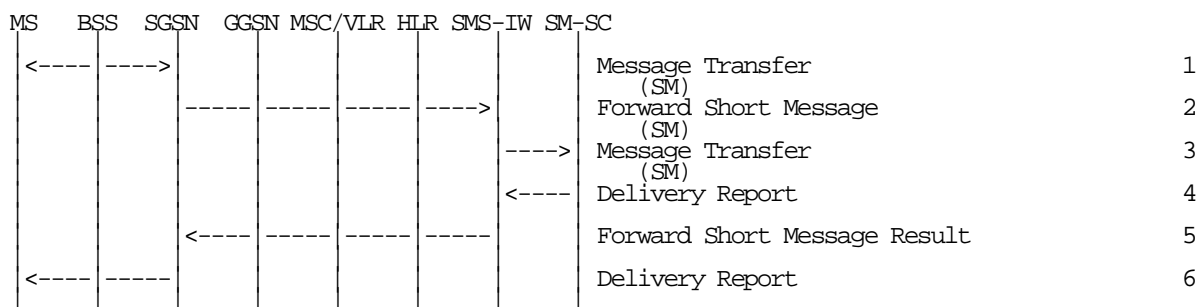 MS BSS SGSN GGSN MSC/VLR HLR SMS-IW SM-SC
<---- ----> Message Transfer 1
(SM)
----- ----- ----- ----> Forward Short Message 2
(SM)
----> Message Transfer 3
(SM)
<---- Delivery Report 4
<---- ----- ----- ----- Forward Short Message Result 5
<---- ----- Delivery Report 6